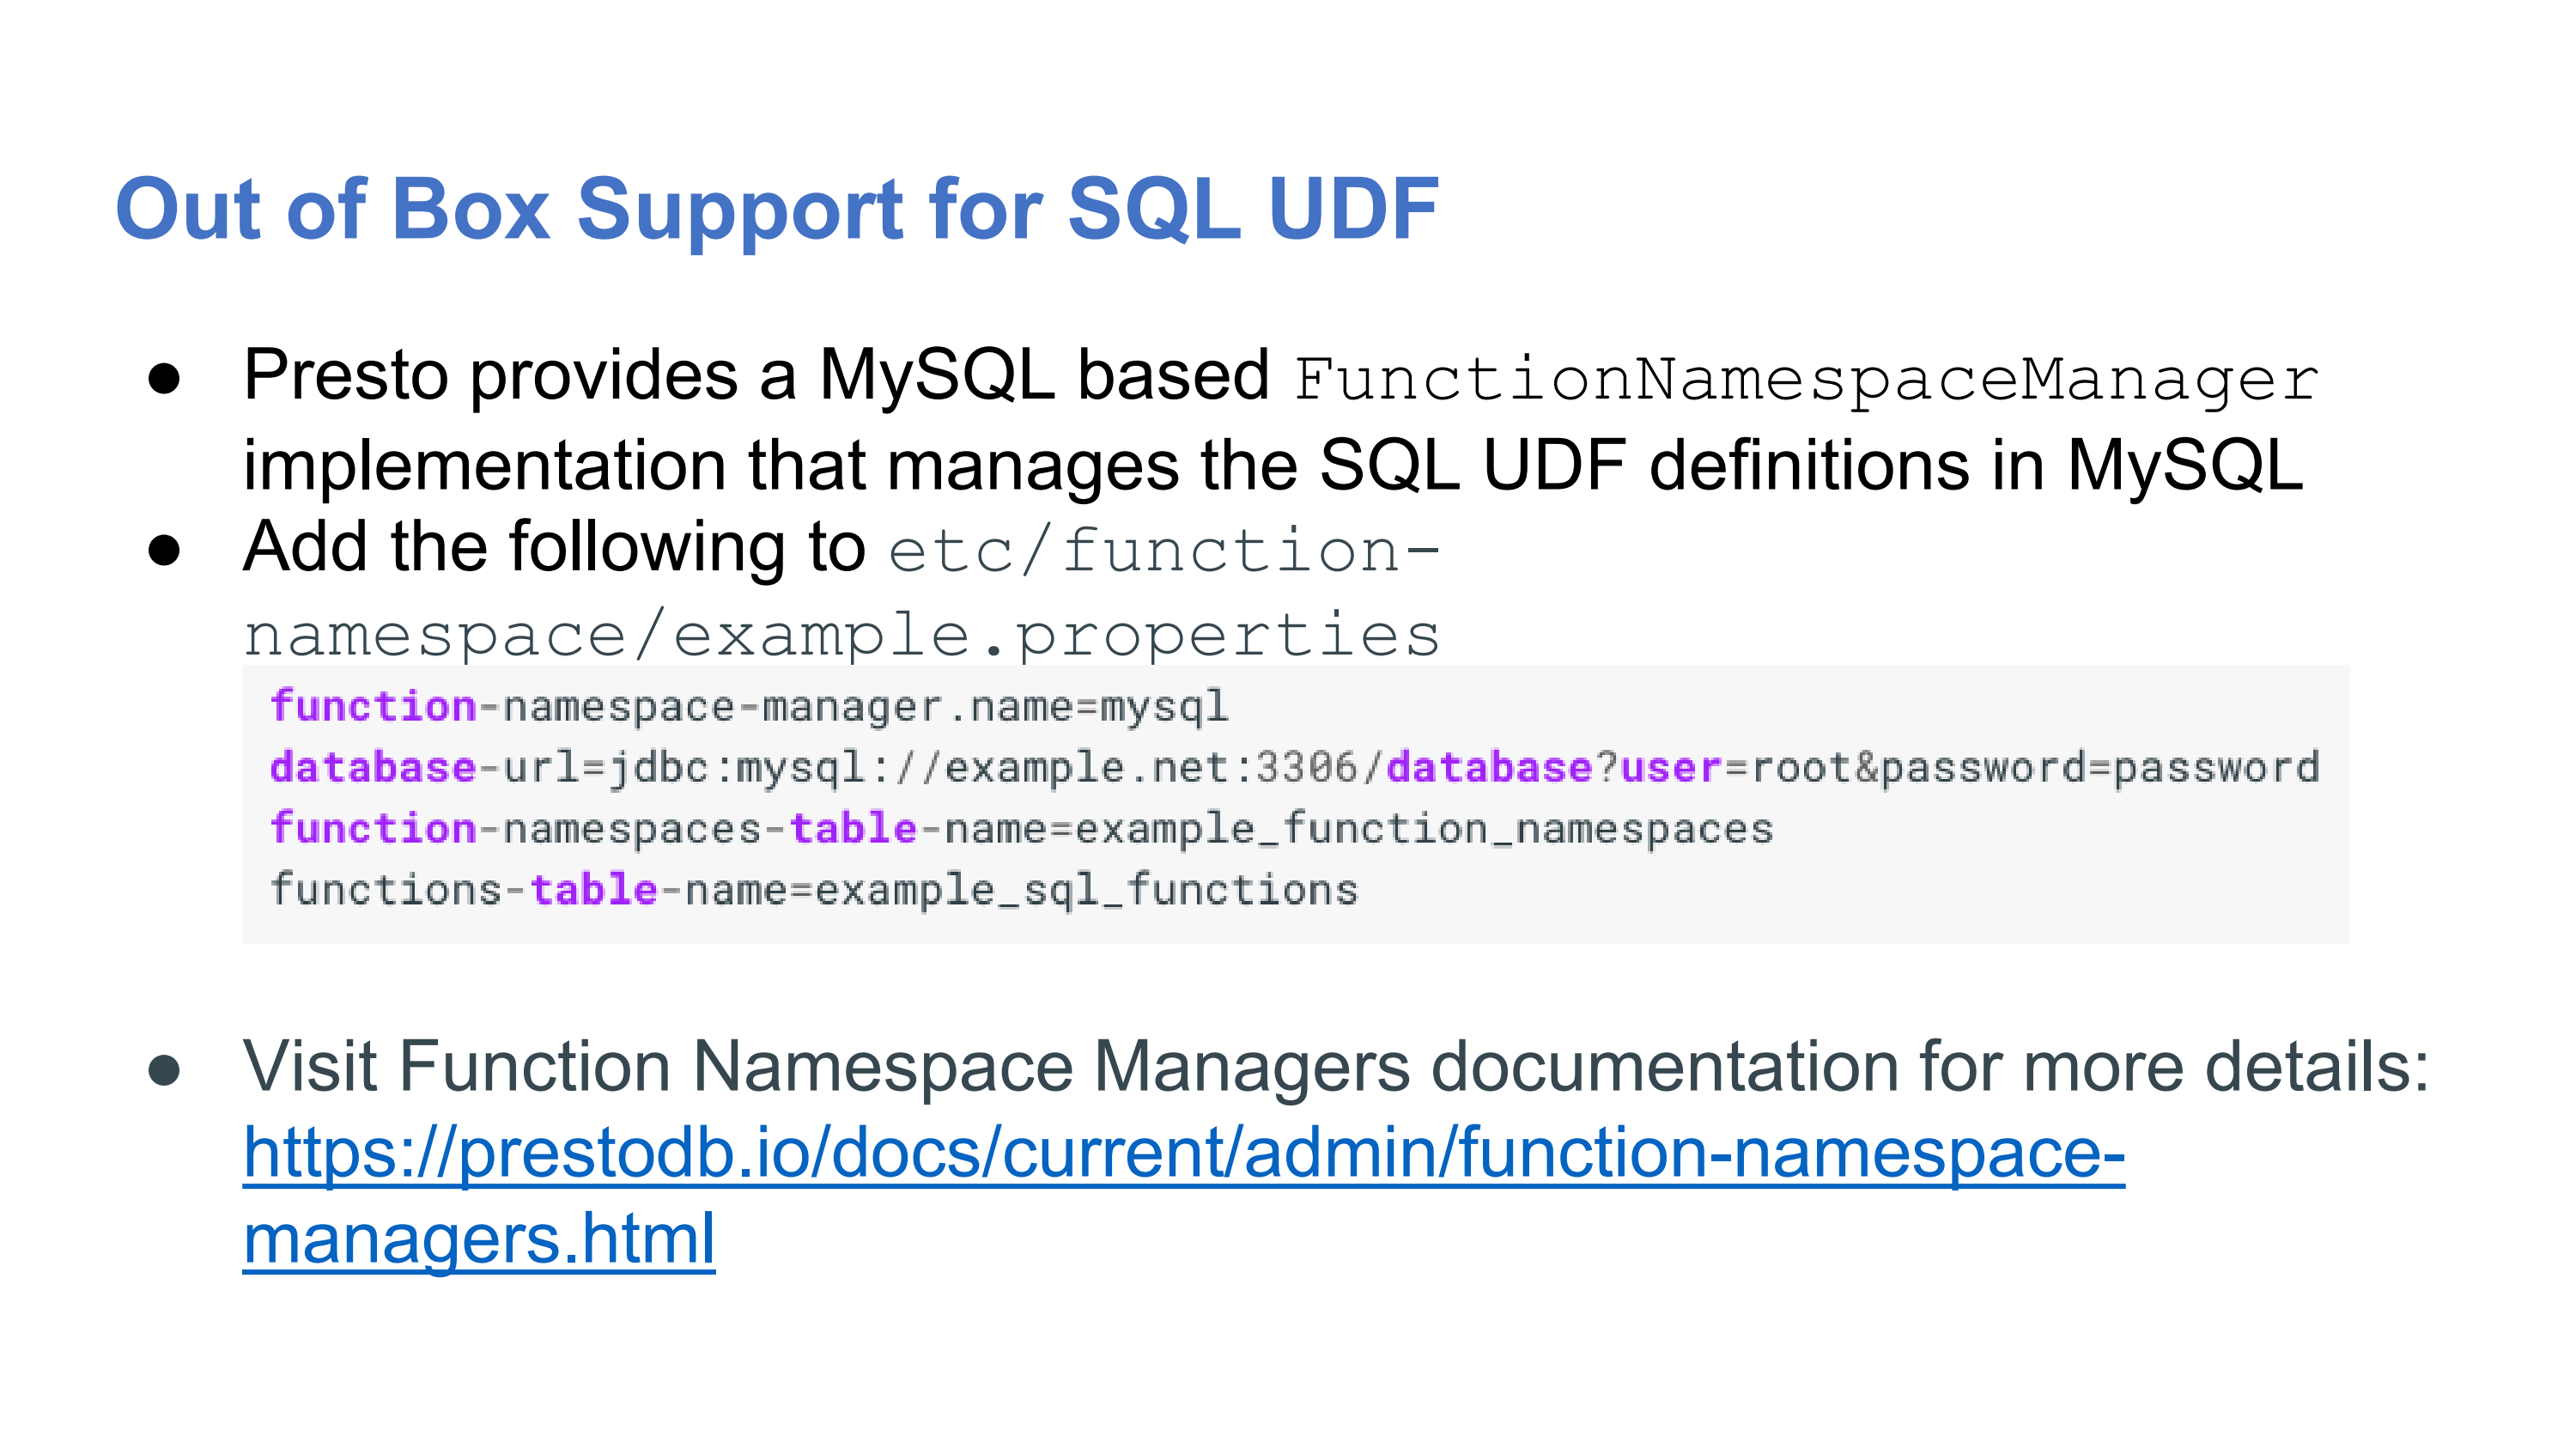 Out of Box Support for SQL UDF
● Presto provides a MySQL based FunctionNamespaceManager
implementation that manages the SQL UDF definitions in MySQL
● Add the following to etc/function-
namespace/example.properties
function-namespace-manager.name=mysql
database-url=jdbc:mysql://example.net:3306/database?user=root&password=password
function-namespaces-table-name=example_function_namespaces
functions-table-name=example_sql_functions
● Visit Function Namespace Managers documentation for more details:
https://prestodb.io/docs/current/admin/function-namespace-
managers.html